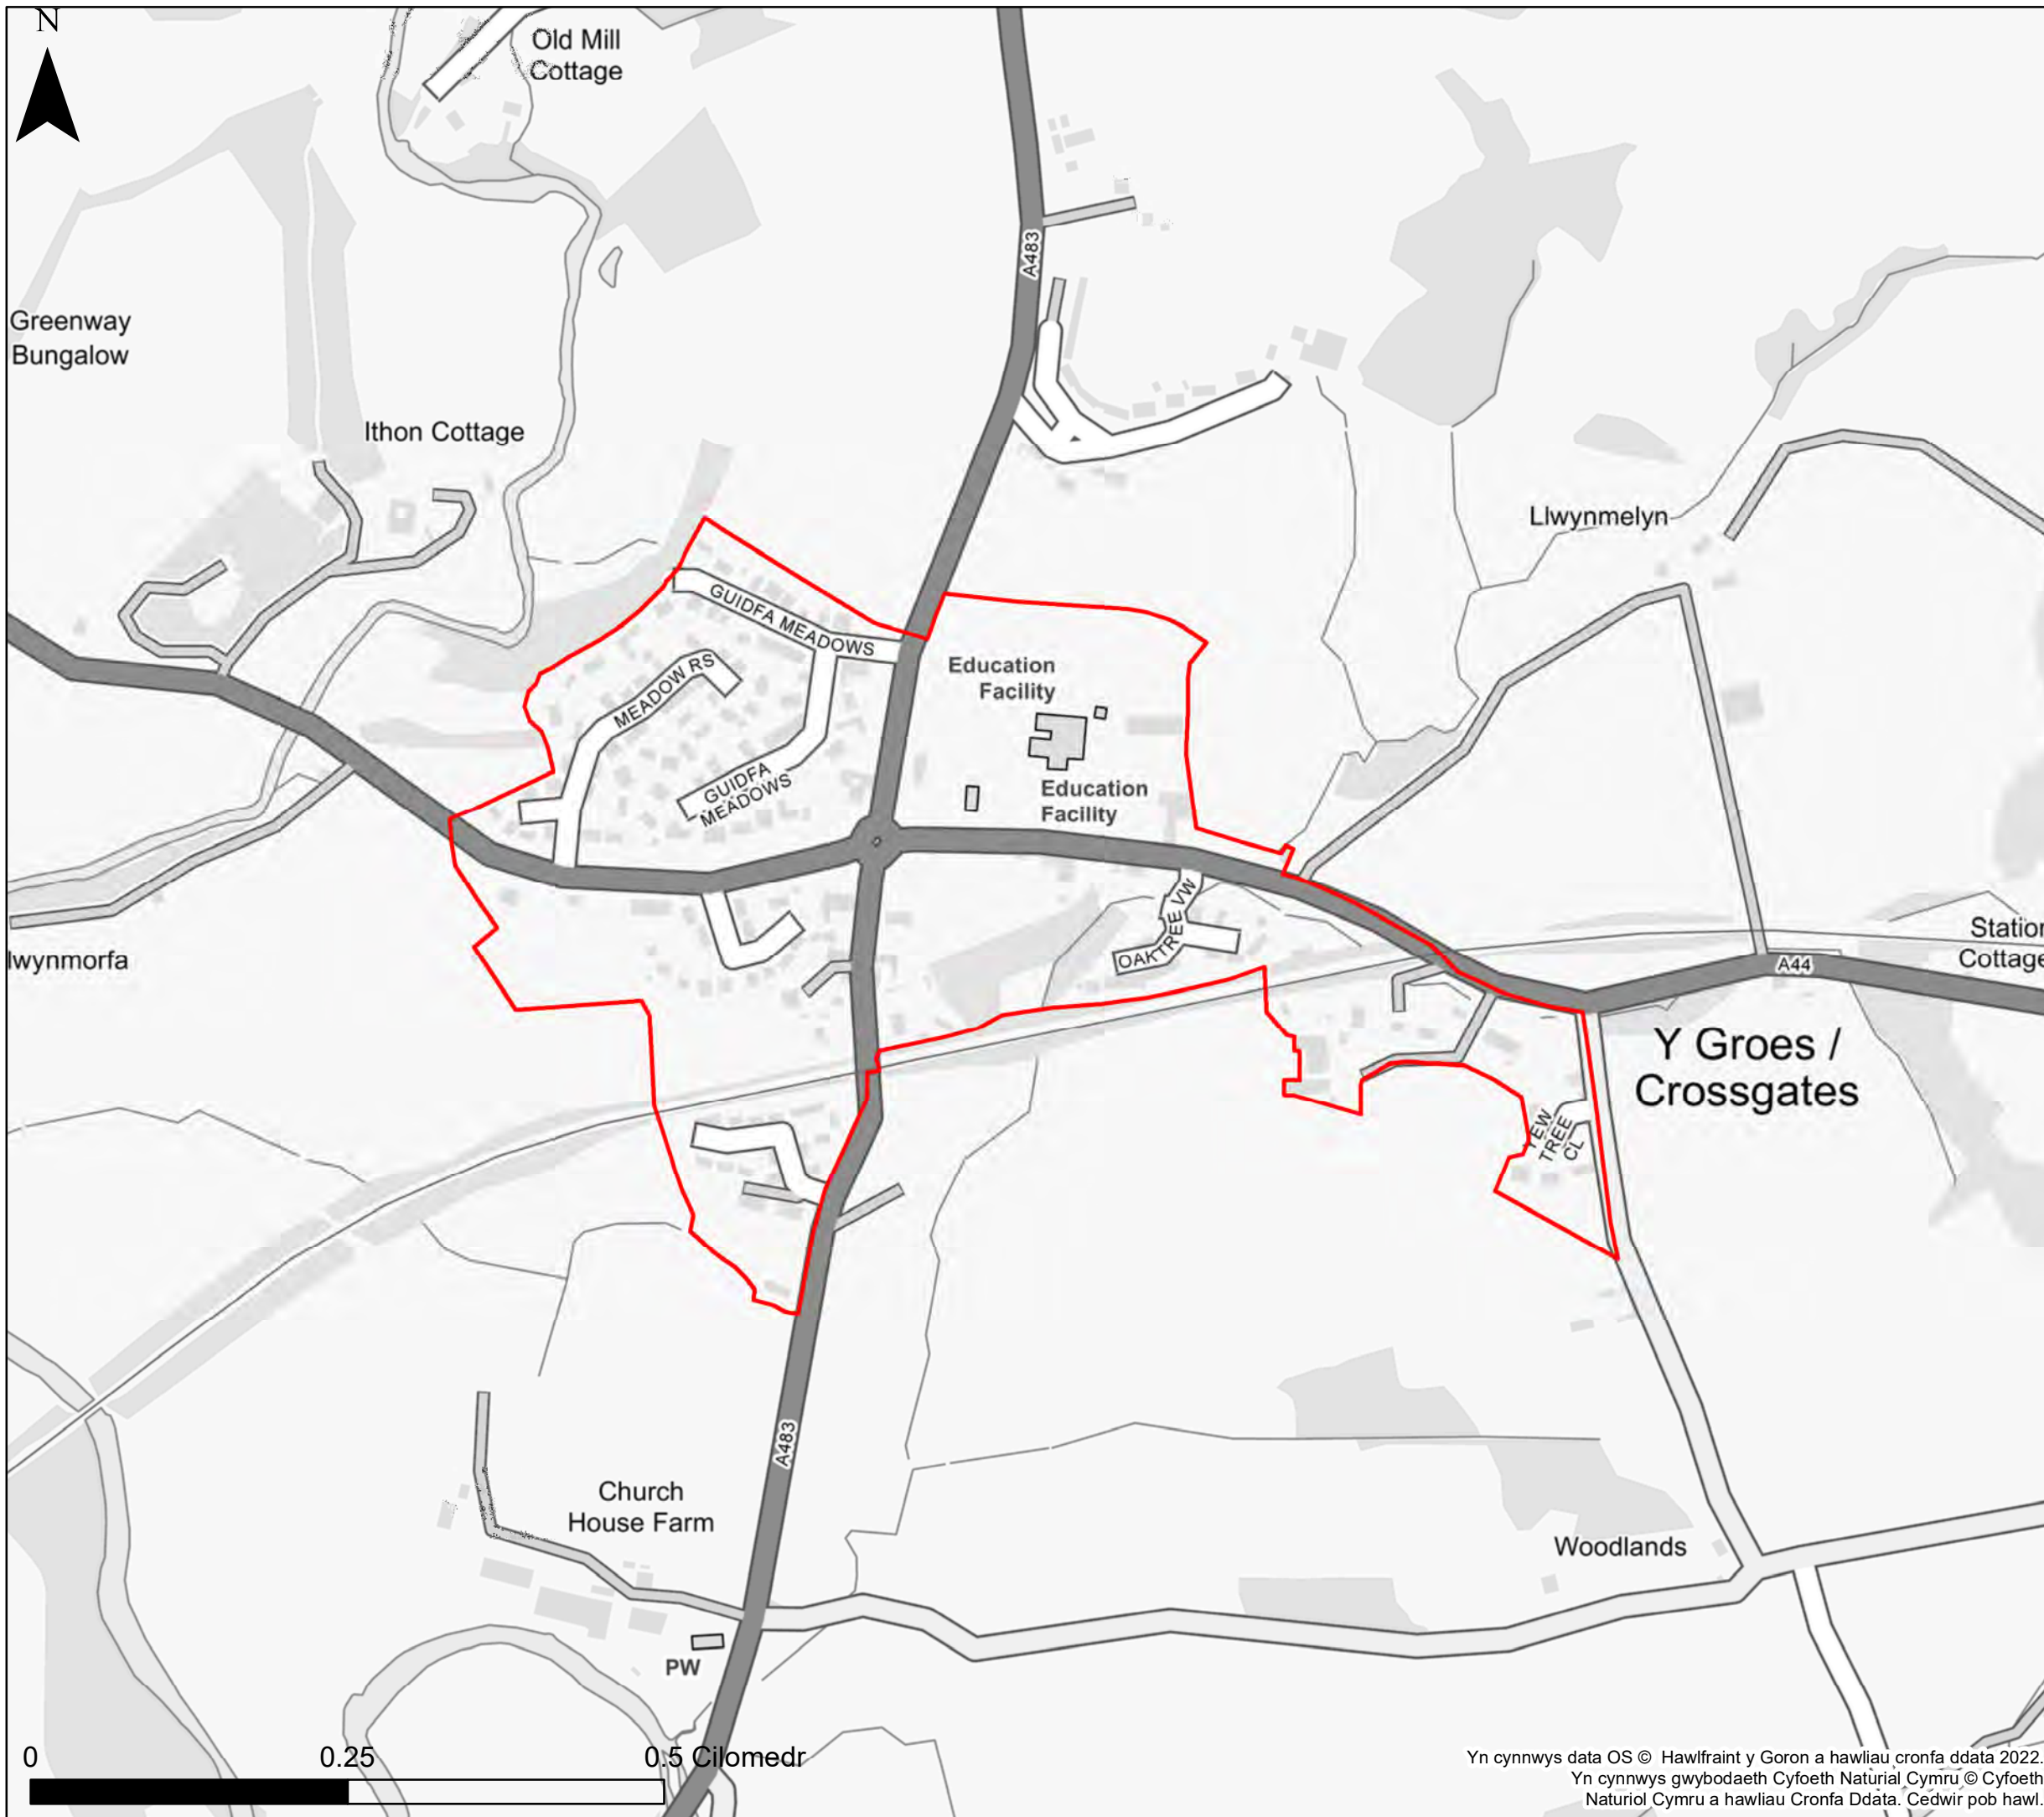 N
Old Mill
Cottage
A483
Greenway
Bungalow
Ithon Cottage
Llwynmelyn
GUIDFA MEADOWS
MEADOW RS
Education
Facility
GUIDFA
MEADOWS
Education
Facility
OAKTREE VW
lwynmorfa
Station
Cottage
A44
Y Groes /
Crossgates
YEW
TREE
CL
A483
Church
House Farm
Woodlands
PW
0
0.25
0.5 Cilomedr
Yn cynnwys data OS © Hawlfraint y Goron a hawliau cronfa ddata 2022.
Yn cynnwys gwybodaeth Cyfoeth Naturial Cymru © Cyfoeth
Naturiol Cymru a hawliau Cronfa Ddata. Cedwir pob hawl.